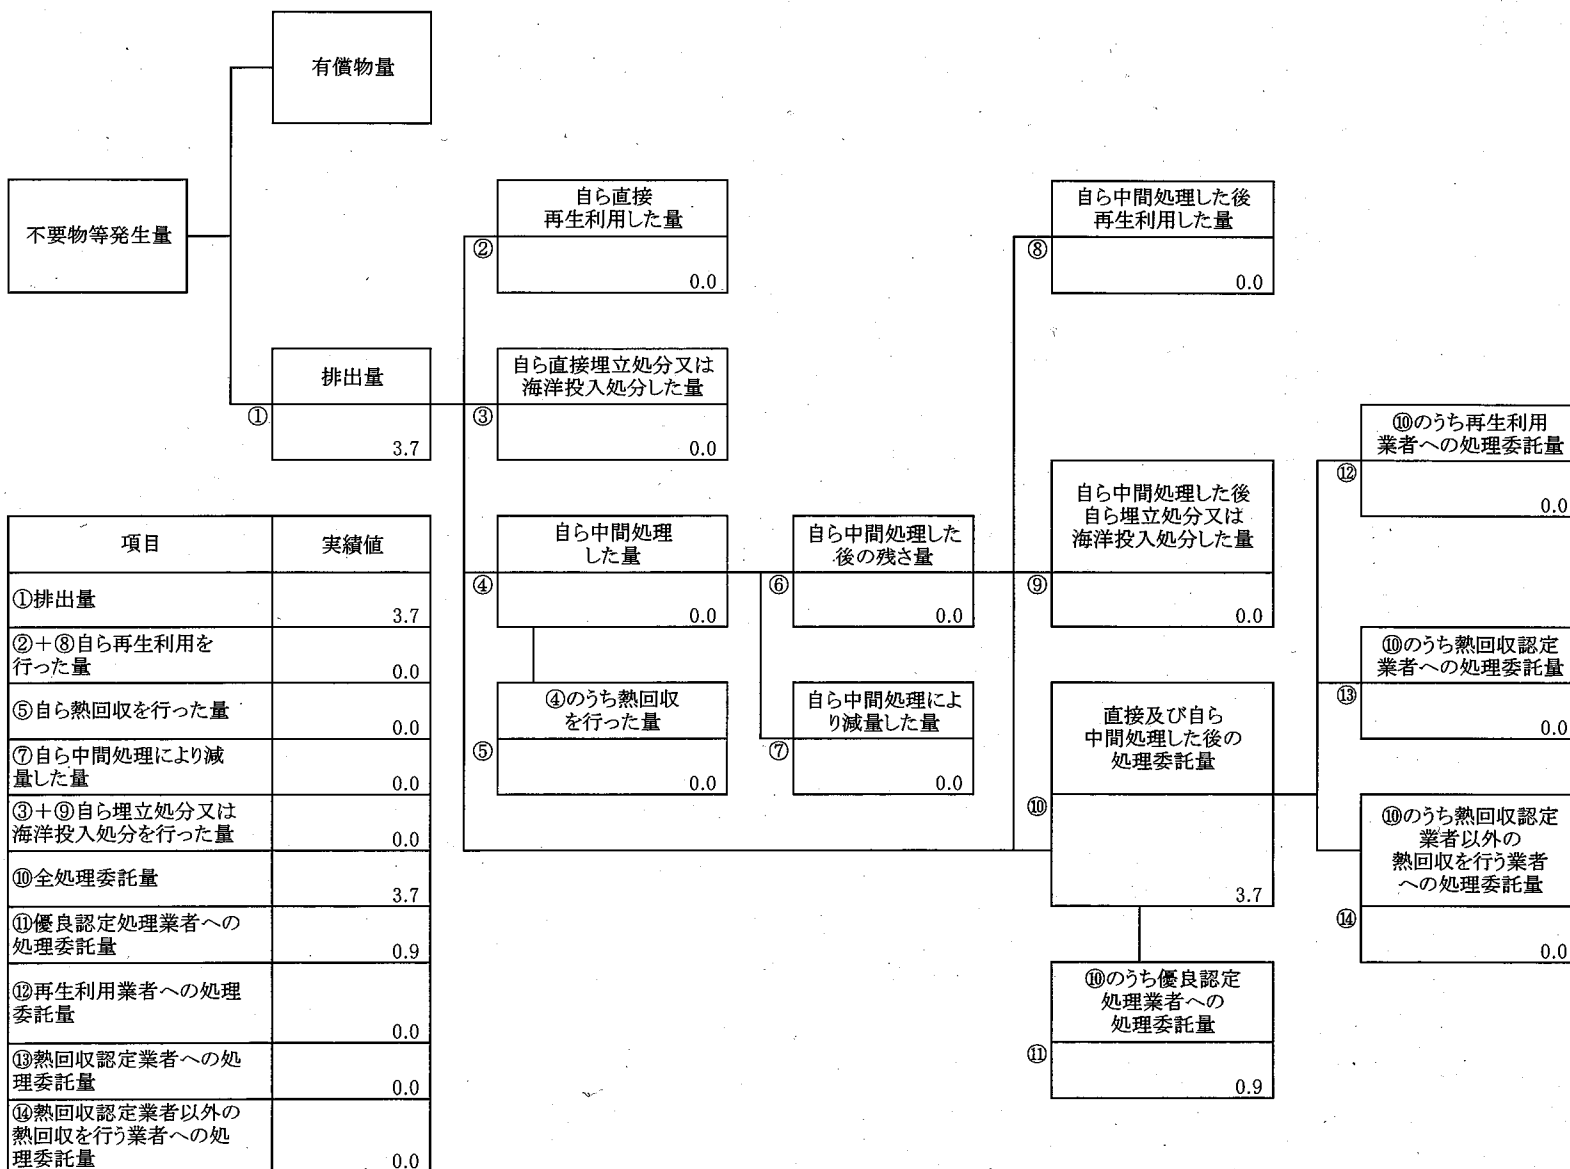 有償物量
不要物等発生量
自ら直接
再生利用した量
②
0.0
自ら中間処理した後
再生利用した量
⑧
0.0
排出量
①
3.7
自ら直接埋立処分又は
海洋投入処分した量
③
0.0
⑩のうち再生利用
業者への処理委託量
⑫
0.0
自ら中間処理
した量
④
0.0
自ら中間処理した
後の残さ量
⑥
0.0
自ら中間処理した後
自ら埋立処分又は
海洋投入処分した量
⑨
0.0
⑩のうち熱回収認定
業者への処理委託量
⑬
0.0
④のうち熱回収
を行った量
⑤
0.0
自ら中間処理によ
り減量した量
⑦
0.0
直接及び自ら
中間処理した後の
処理委託量
⑩
3.7
⑩のうち熱回収認定
業者以外の
熱回収を行う業者
への処理委託量
⑭
0.0
⑩のうち優良認定
処理業者への
処理委託量
⑪
0.9
項目 実績値
①排出量
3.7
②＋⑧自ら再生利用を
行った量 0.0
⑤自ら熱回収を行った量
0.0
⑦自ら中間処理により減
量した量 0.0
③＋⑨自ら埋立処分又は
海洋投入処分を行った量 0.0
⑩全処理委託量
3.7
⑪優良認定処理業者への
処理委託量 0.9
⑫再生利用業者への処理
委託量
0.0
⑬熱回収認定業者への処
理委託量 0.0
⑭熱回収認定業者以外の
熱回収を行う業者への処
理委託量 0.0